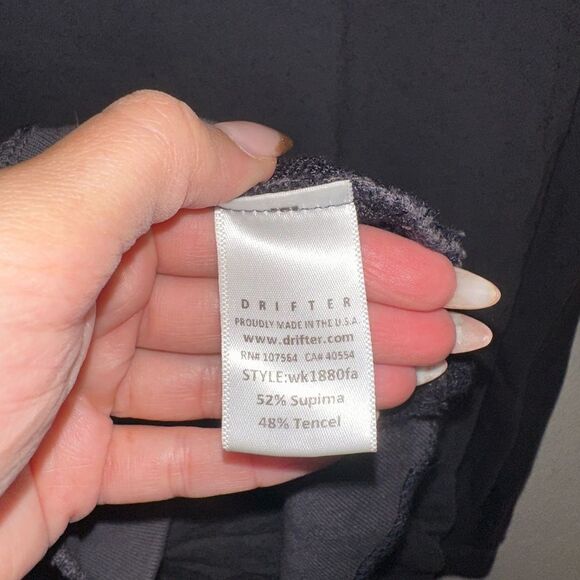 DRIFTER
PROUDLY MADE IN THE U.S.A
www.drifter.com
RN# 107564 CA# 40554
STYLE:wk1880fa
52% Supima
48% Tencel